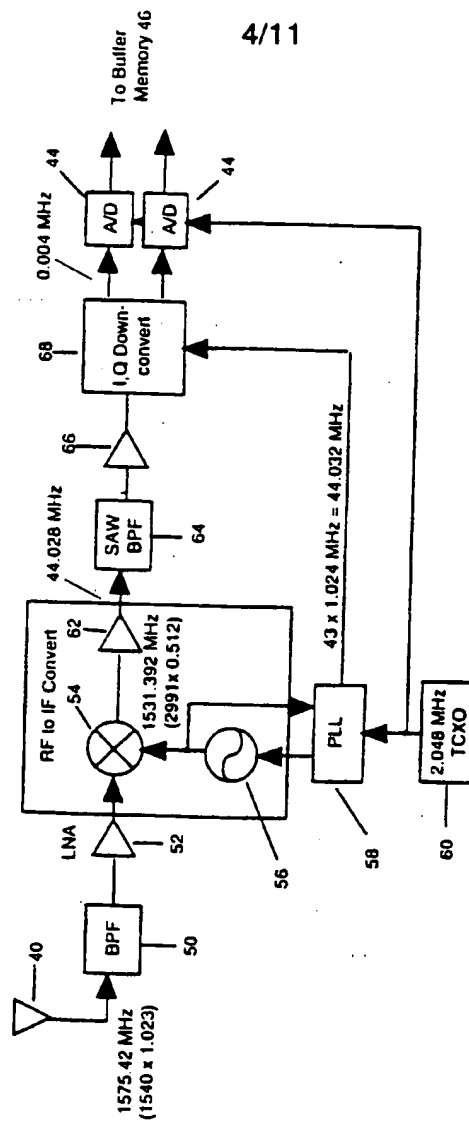 4/11
40
1575.42 MHz
(1540 x 1.023)
BPF
50
LNA
52
RF to IF Convert
54
62
1531.392 MHz
(2991x 0.512)
56
44.028 MHz
SAW
BPF
64
66
68
I,Q Down-
convert
0.004 MHz
44
A/D
A/D
44
To Buffer
Memory 46
43 x 1.024 MHz = 44.032 MHz
PLL
58
2.048 MHz
TCXO
60